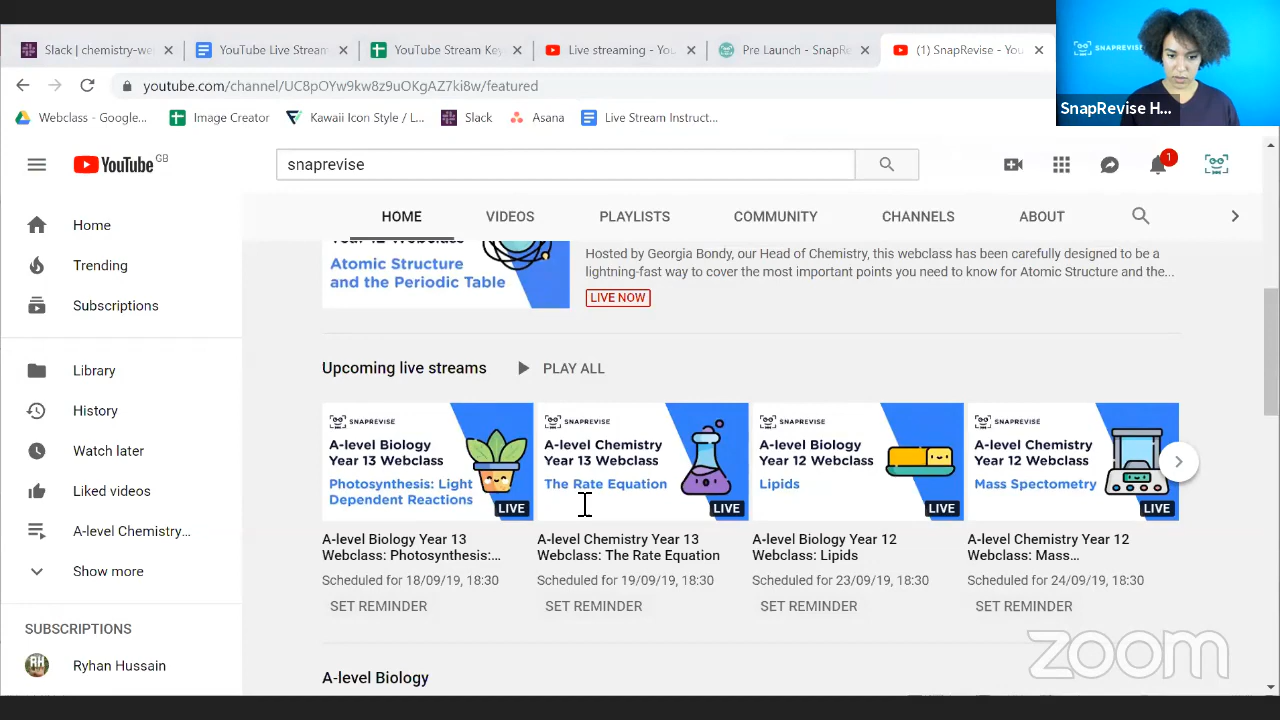 Slack | chemistry-we
YouTube Live Stream
YouTube Stream Key
Live streaming - You
Pre Launch - SnapRe
(1) SnapRevise - You
youtube.com/channel/UC8pOYw9kw8z9uOKgAZ7ki8w/featured
Webclass - Google...
Image Creator
Kawaii Icon Style / L...
Slack
Asana
Live Stream Instruct...
SNAPREVISE
SnapRevise H...
YouTube GB
snaprevise
1
HOME
VIDEOS
PLAYLISTS
COMMUNITY
CHANNELS
ABOUT
Home
Trending
Subscriptions
Library
History
Watch later
Liked videos
A-level Chemistry...
Show more
SUBSCRIPTIONS
Ryhan Hussain
Year 12 Webclass
Atomic Structure
and the Periodic Table
Hosted by Georgia Bondy, our Head of Chemistry, this webclass has been carefully designed to be a
lightning-fast way to cover the most important points you need to know for Atomic Structure and the...
LIVE NOW
Upcoming live streams
PLAY ALL
SNAPREVISE
A-level Biology
Year 13 Webclass
Photosynthesis: Light
Dependent Reactions
LIVE
A-level Biology Year 13
Webclass: Photosynthesis:...
Scheduled for 18/09/19, 18:30
SET REMINDER
SNAPREVISE
A-level Chemistry
Year 13 Webclass
The Rate Equation
LIVE
A-level Chemistry Year 13
Webclass: The Rate Equation
Scheduled for 19/09/19, 18:30
SET REMINDER
SNAPREVISE
A-level Biology
Year 12 Webclass
Lipids
LIVE
A-level Biology Year 12
Webclass: Lipids
Scheduled for 23/09/19, 18:30
SET REMINDER
SNAPREVISE
A-level Chemistry
Year 12 Webclass
Mass Spectometry
LIVE
A-level Chemistry Year 12
Webclass: Mass...
Scheduled for 24/09/19, 18:30
SET REMINDER
A-level Biology
zoom